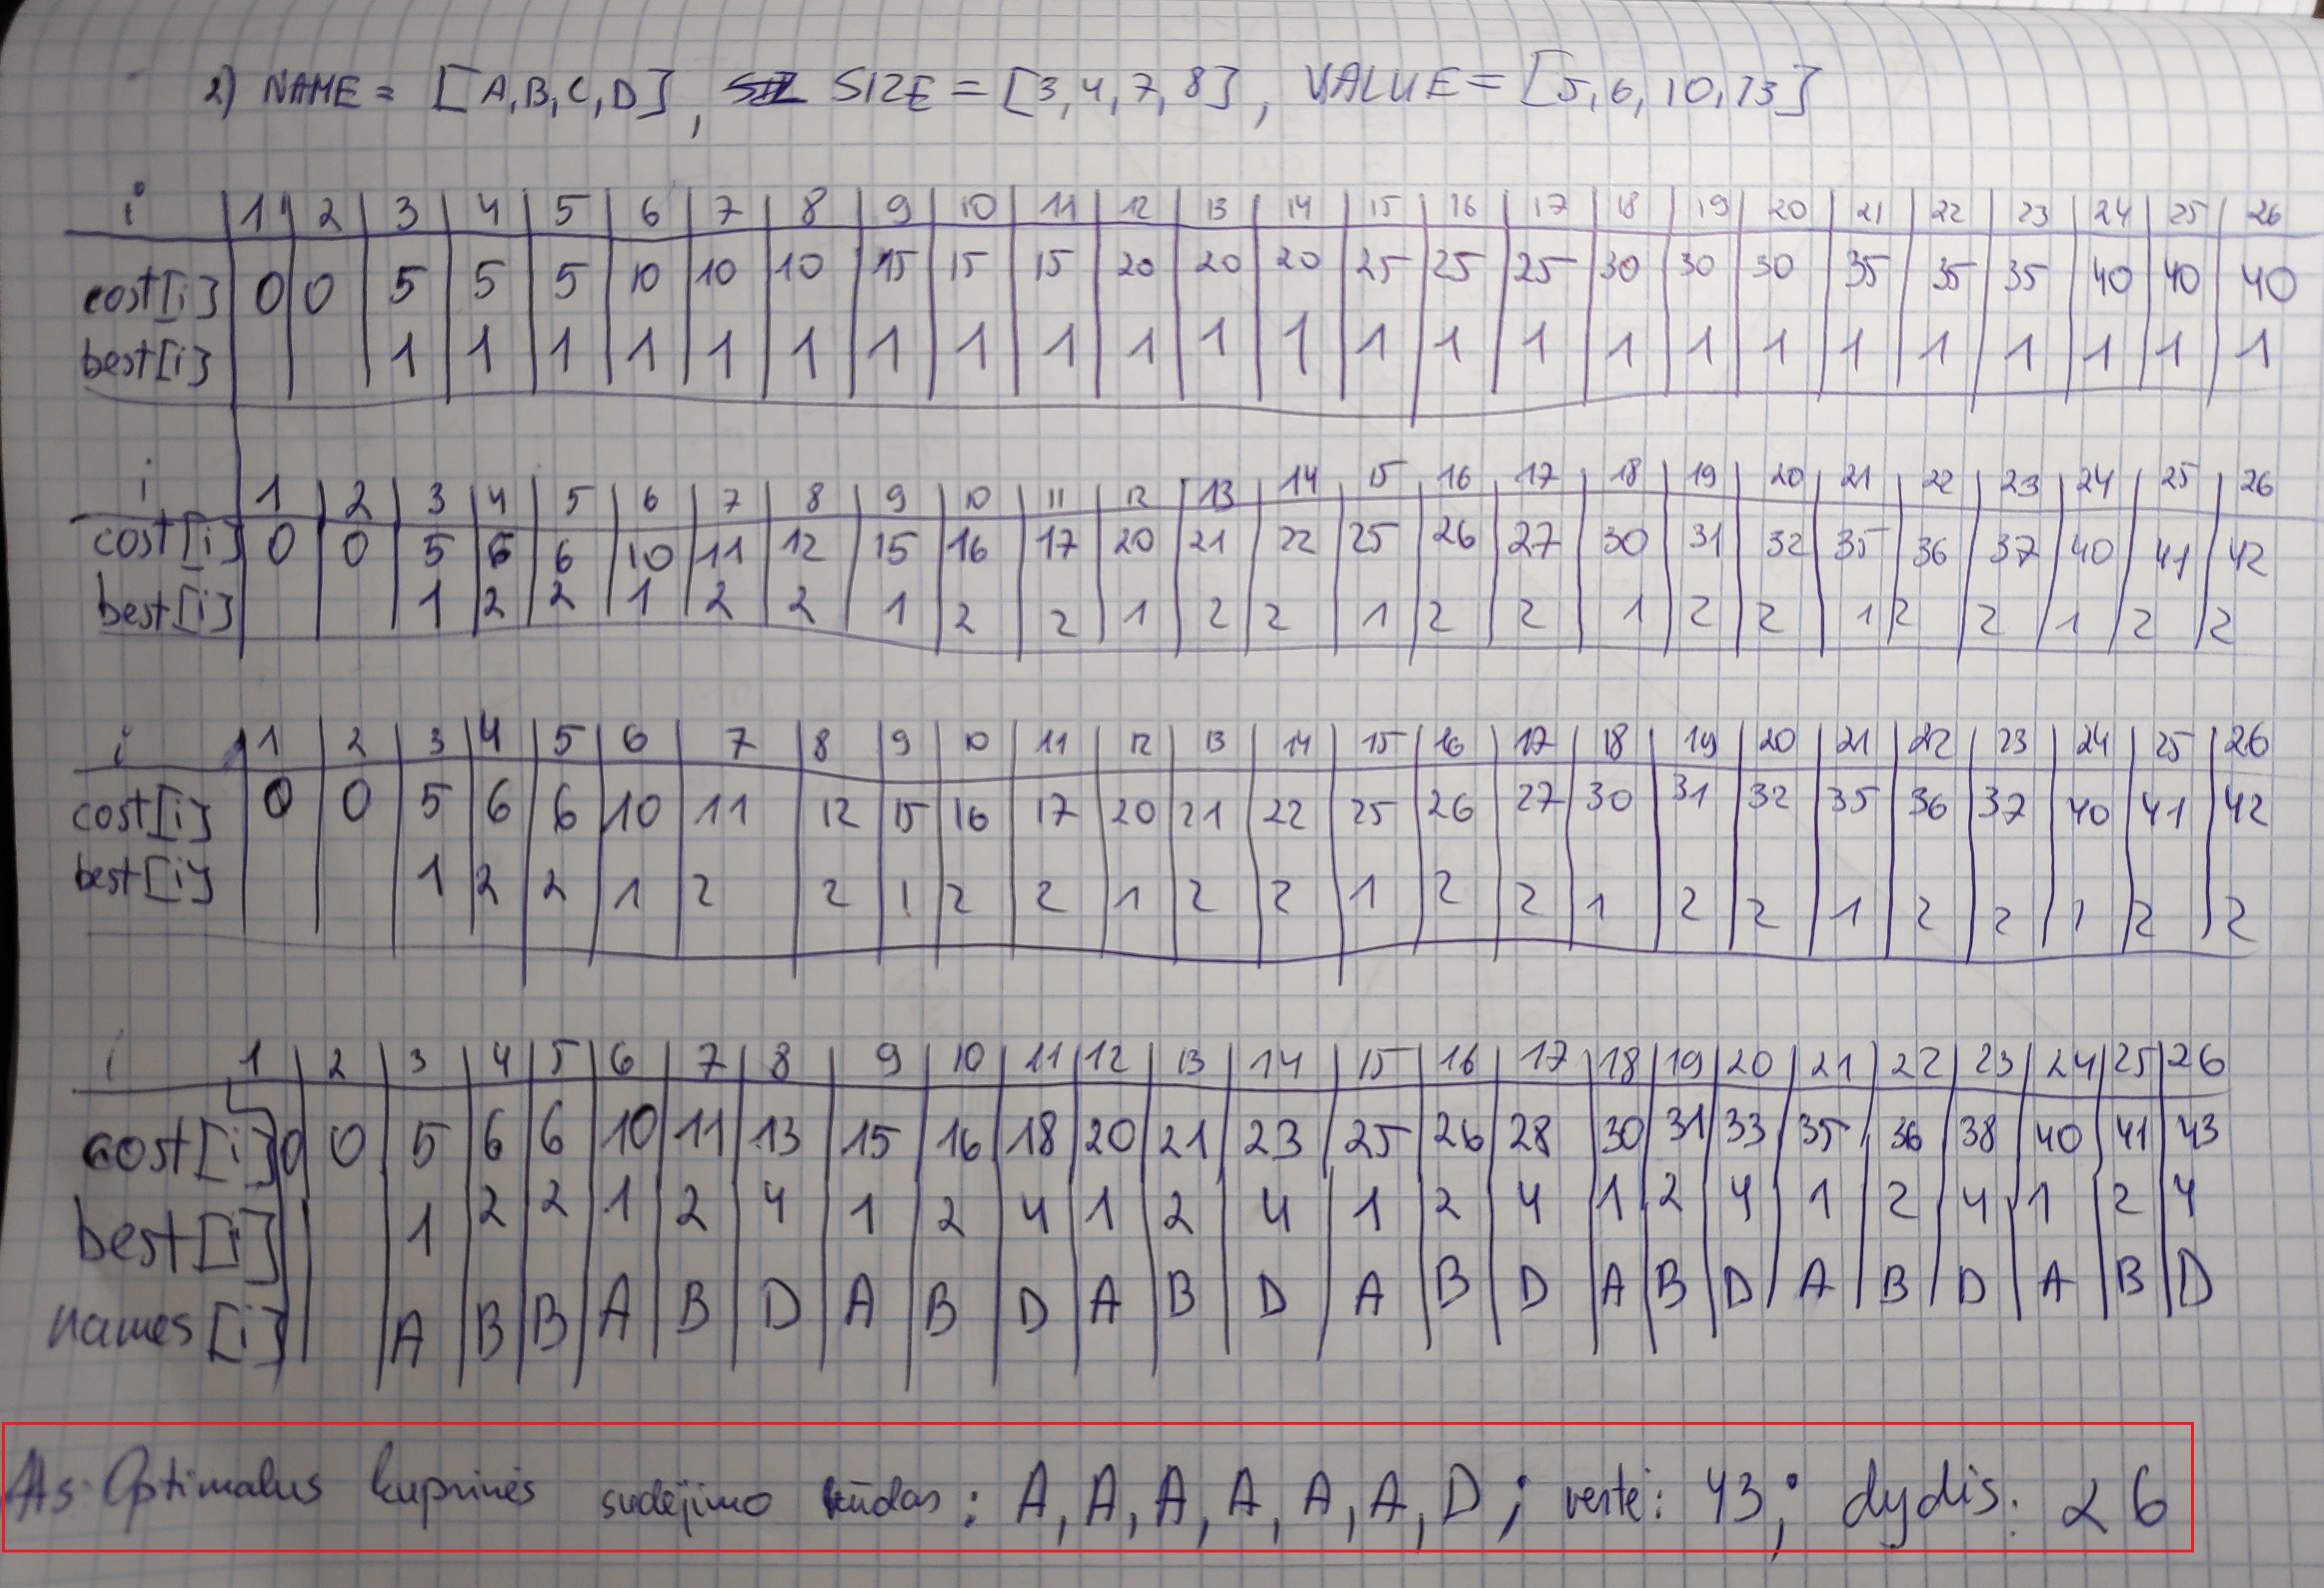 2) NAME = [A, B, C, D], SIZE = [3, 4, 7, 8], VALUE = [5, 6, 10, 13]
i 1 2 3 4 5 6 7 8 9 10 11 12 13 14 15 16 17 18 19 20 21 22 23 24 25 26
cost[i] 0 0 5 5 5 10 10 10 15 15 15 20 20 20 25 25 25 30 30 30 35 35 35 40 40 40
best[i] 1 1 1 1 1 1 1 1 1 1 1 1 1 1 1 1 1 1 1 1 1 1 1 1
i 1 2 3 4 5 6 7 8 9 10 11 12 13 14 15 16 17 18 19 20 21 22 23 24 25 26
cost[i] 0 0 5 6 6 10 11 12 15 16 17 20 21 22 25 26 27 30 31 32 35 36 37 40 41 42
best[i] 1 2 2 1 2 2 1 2 2 1 2 2 1 2 2 1 2 2 1 2 2 1 2 2
i 1 2 3 4 5 6 7 8 9 10 11 12 13 14 15 16 17 18 19 20 21 22 23 24 25 26
cost[i] 0 0 5 6 6 10 11 12 15 16 17 20 21 22 25 26 27 30 31 32 35 36 37 40 41 42
best[i] 1 2 2 1 2 2 1 2 2 1 2 2 1 2 2 1 2 2 1 2 2 1 2 2
i 1 2 3 4 5 6 7 8 9 10 11 12 13 14 15 16 17 18 19 20 21 22 23 24 25 26
cost[i] 0 0 5 6 6 10 11 13 15 16 18 20 21 23 25 26 28 30 31 33 35 36 38 40 41 43
best[i] 1 2 2 1 2 4 1 2 4 1 2 4 1 2 4 1 2 4 1 2 4 1 2 4
names[i] A B B A B D A B D A B D A B D A B D A B D A B D
Ats: Optimalus kuprinės sudėjimo būdas: A, A, A, A, A, A, D; vertė: 43; dydis: 26